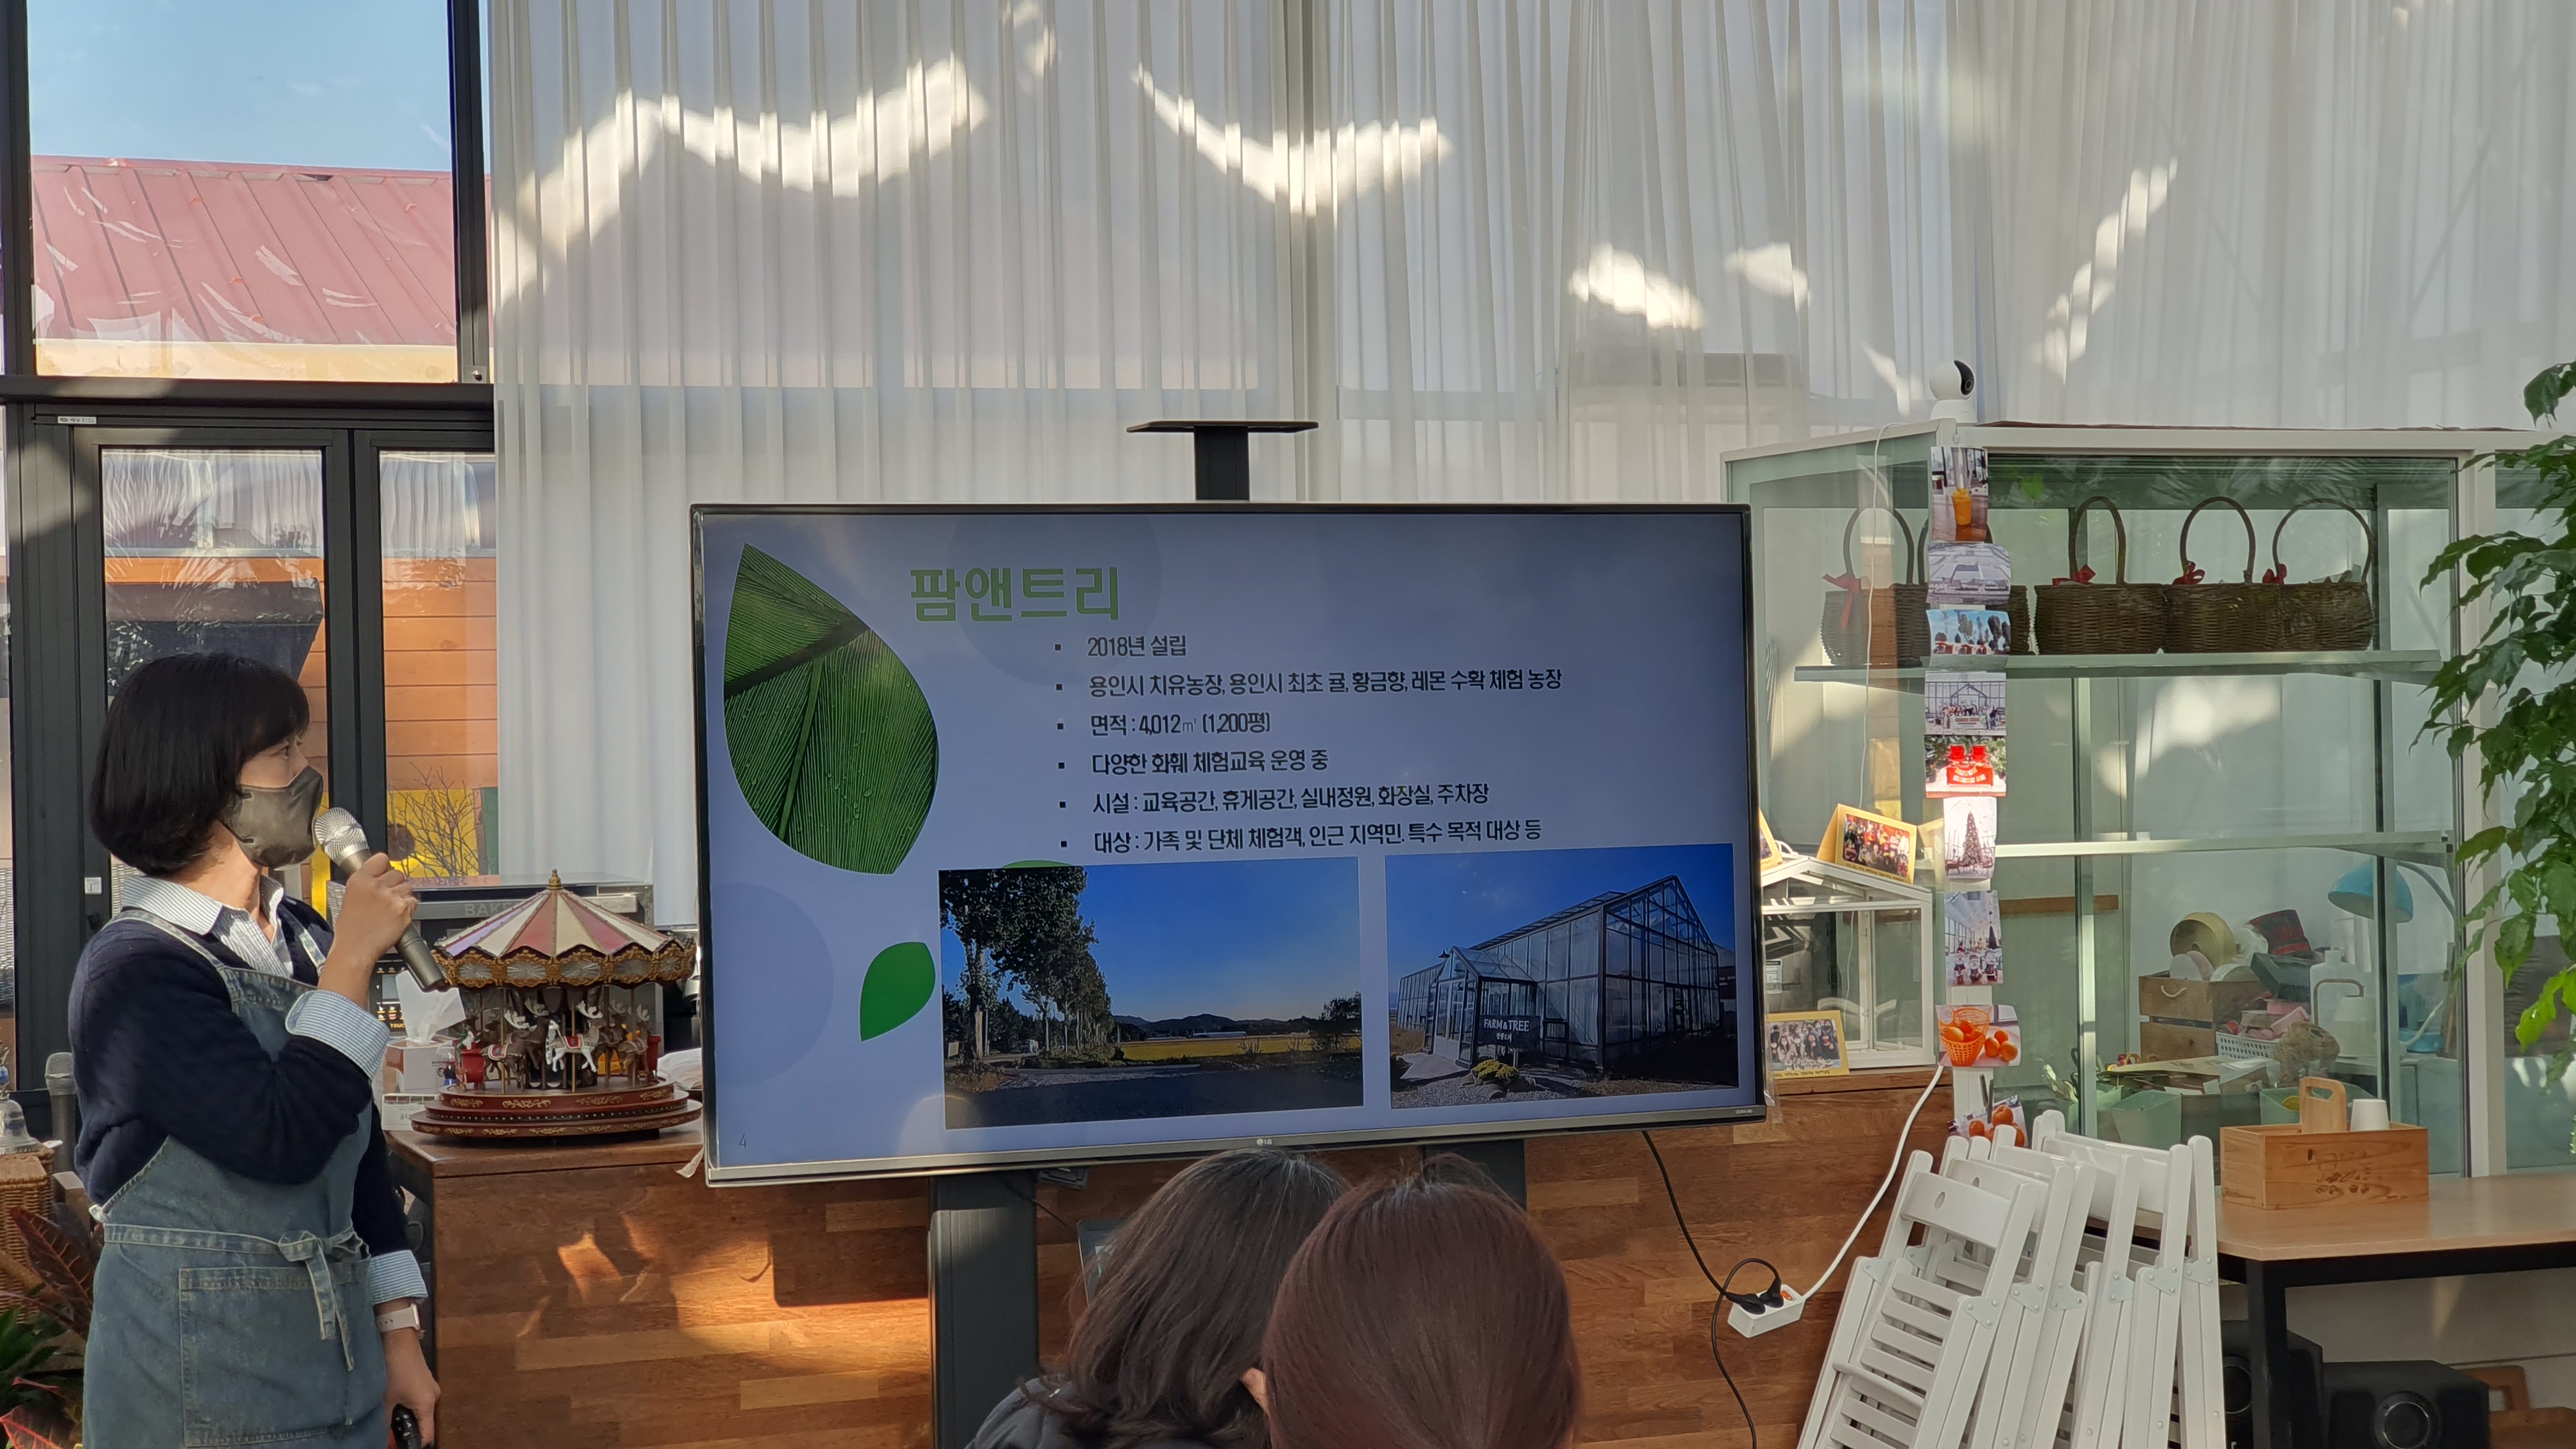 팜앤트리
▪ 2018년 설립
▪ 용인시 치유농장, 용인시 최초 귤, 황금향, 레몬 수확 체험 농장
▪ 면적 : 4,012㎡ (1,200평)
▪ 다양한 화훼 체험교육 운영 중
▪ 시설 : 교육공간, 휴게공간, 실내정원, 화장실, 주차장
▪ 대상 : 가족 및 단체 체험객, 인근 지역민, 특수 목적 대상 등
FARM&TREE
팜앤트리
4
LG
BAKE